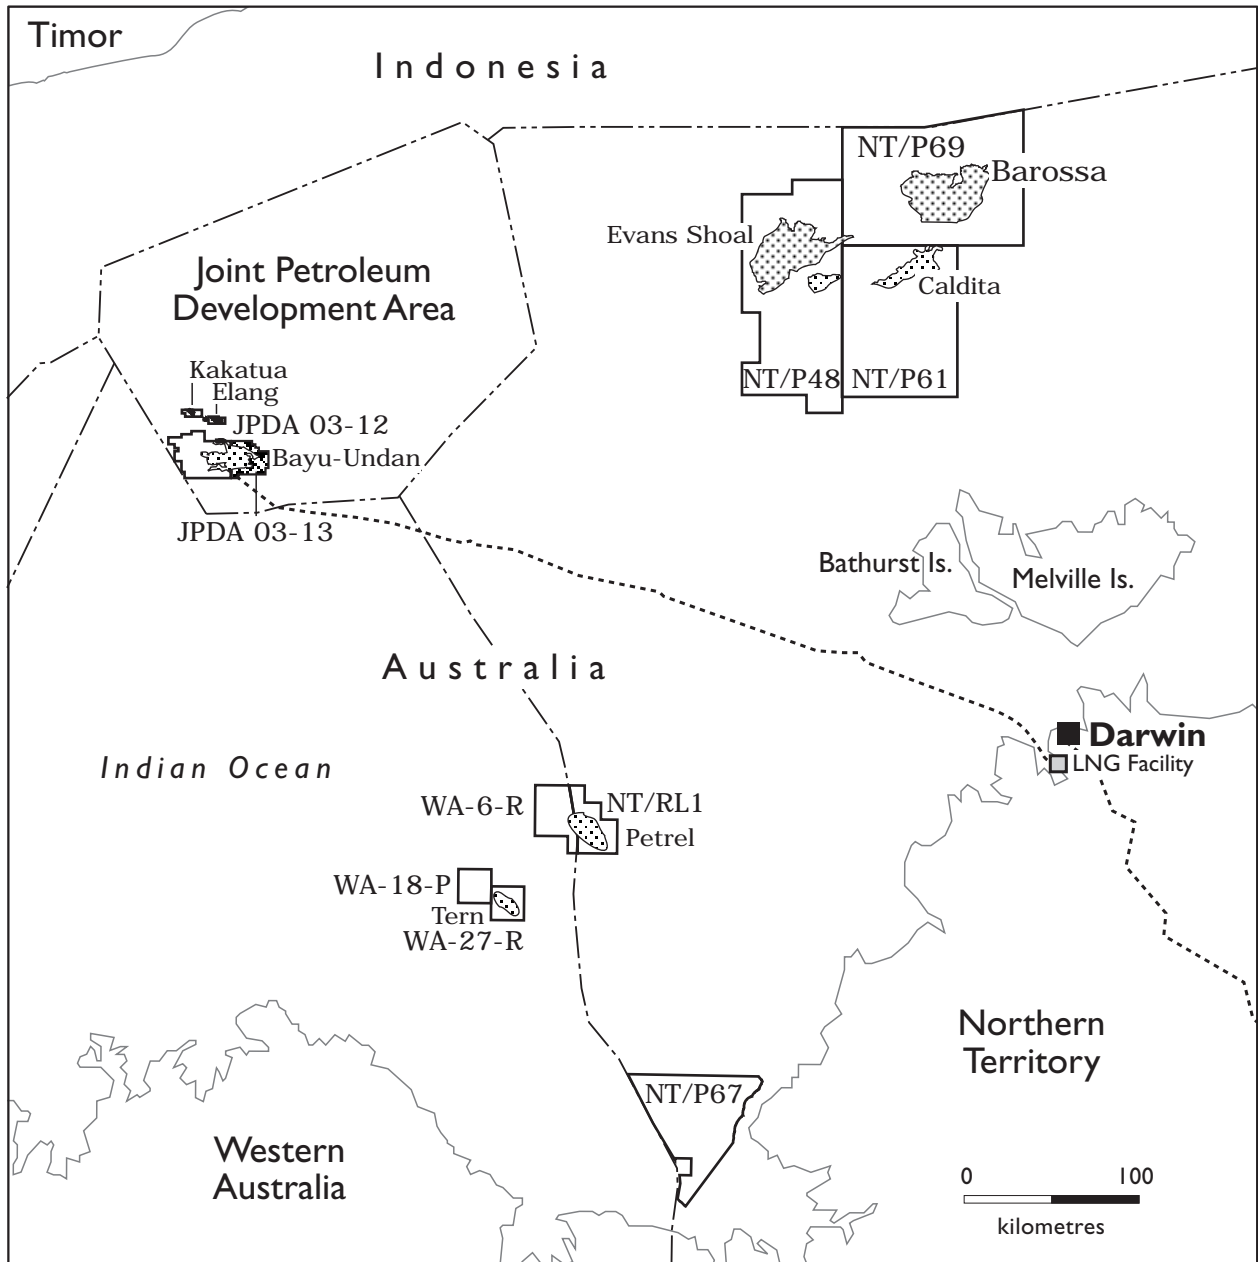 Timor
Indonesia
NT/P69
Barossa
Evans Shoal
Joint Petroleum
Development Area
Caldita
Kakatua
Elang
NT/P48
NT/P61
JPDA 03-12
Bayu-Undan
JPDA 03-13
Bathurst Is.
Melville Is.
Australia
Darwin
LNG Facility
Indian Ocean
WA-6-R
NT/RL1
Petrel
WA-18-P
Tern
WA-27-R
Northern
Territory
NT/P67
Western
Australia
0
100
kilometres